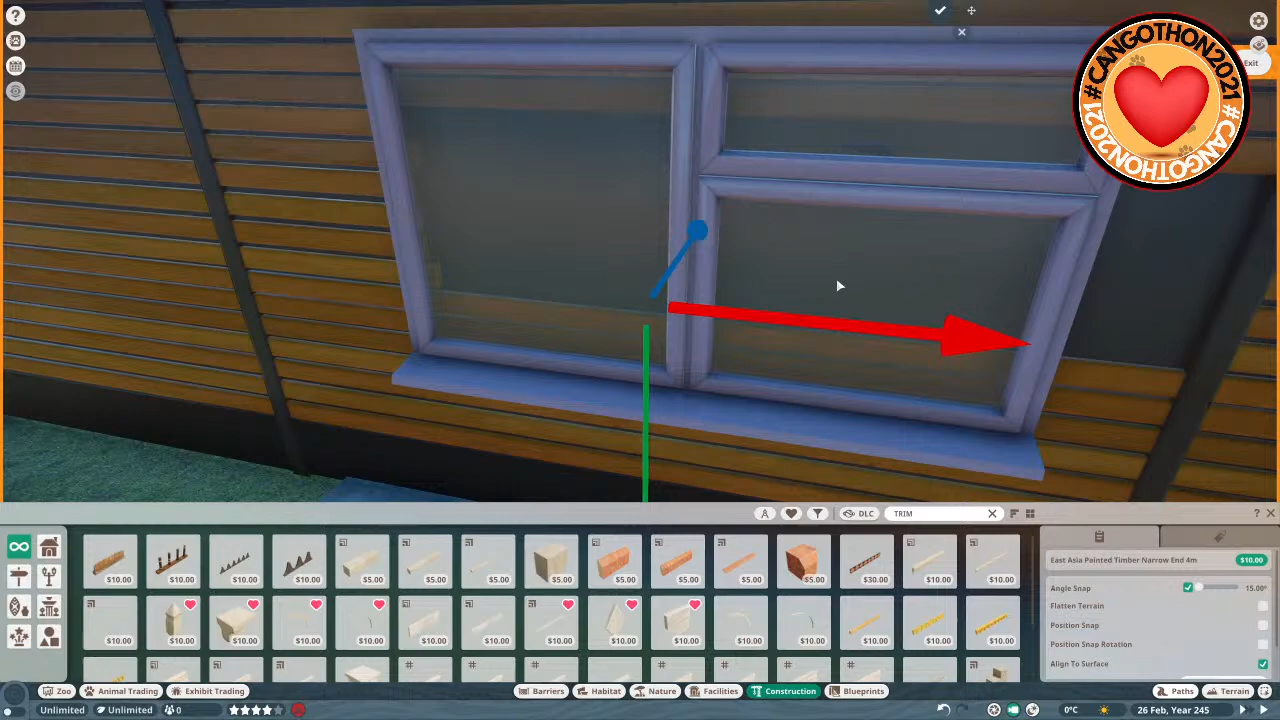 ?
#CANGOTHON2021
#CANGOTHON2021
Exit
A
DLC
TRIM
?
$10.00 $10.00 $10.00 $10.00 $5.00 $5.00 $5.00 $5.00 $5.00 $5.00 $5.00 $5.00 $30.00 $10.00 $10.00
$10.00 $10.00 $10.00 $10.00 $10.00 $10.00 $10.00 $10.00 $10.00 $10.00 $10.00 $10.00 $10.00 $10.00 $10.00
East Asia Painted Timber Narrow End 4m
$10.00
Angle Snap
15.00°
Flatten Terrain
Position Snap
Position Snap Rotation
Align To Surface
Zoo
Animal Trading
Exhibit Trading
Barriers
Habitat
Nature
Facilities
Construction
Blueprints
Paths
Terrain
Unlimited
Unlimited
0
0°C
26 Feb, Year 245